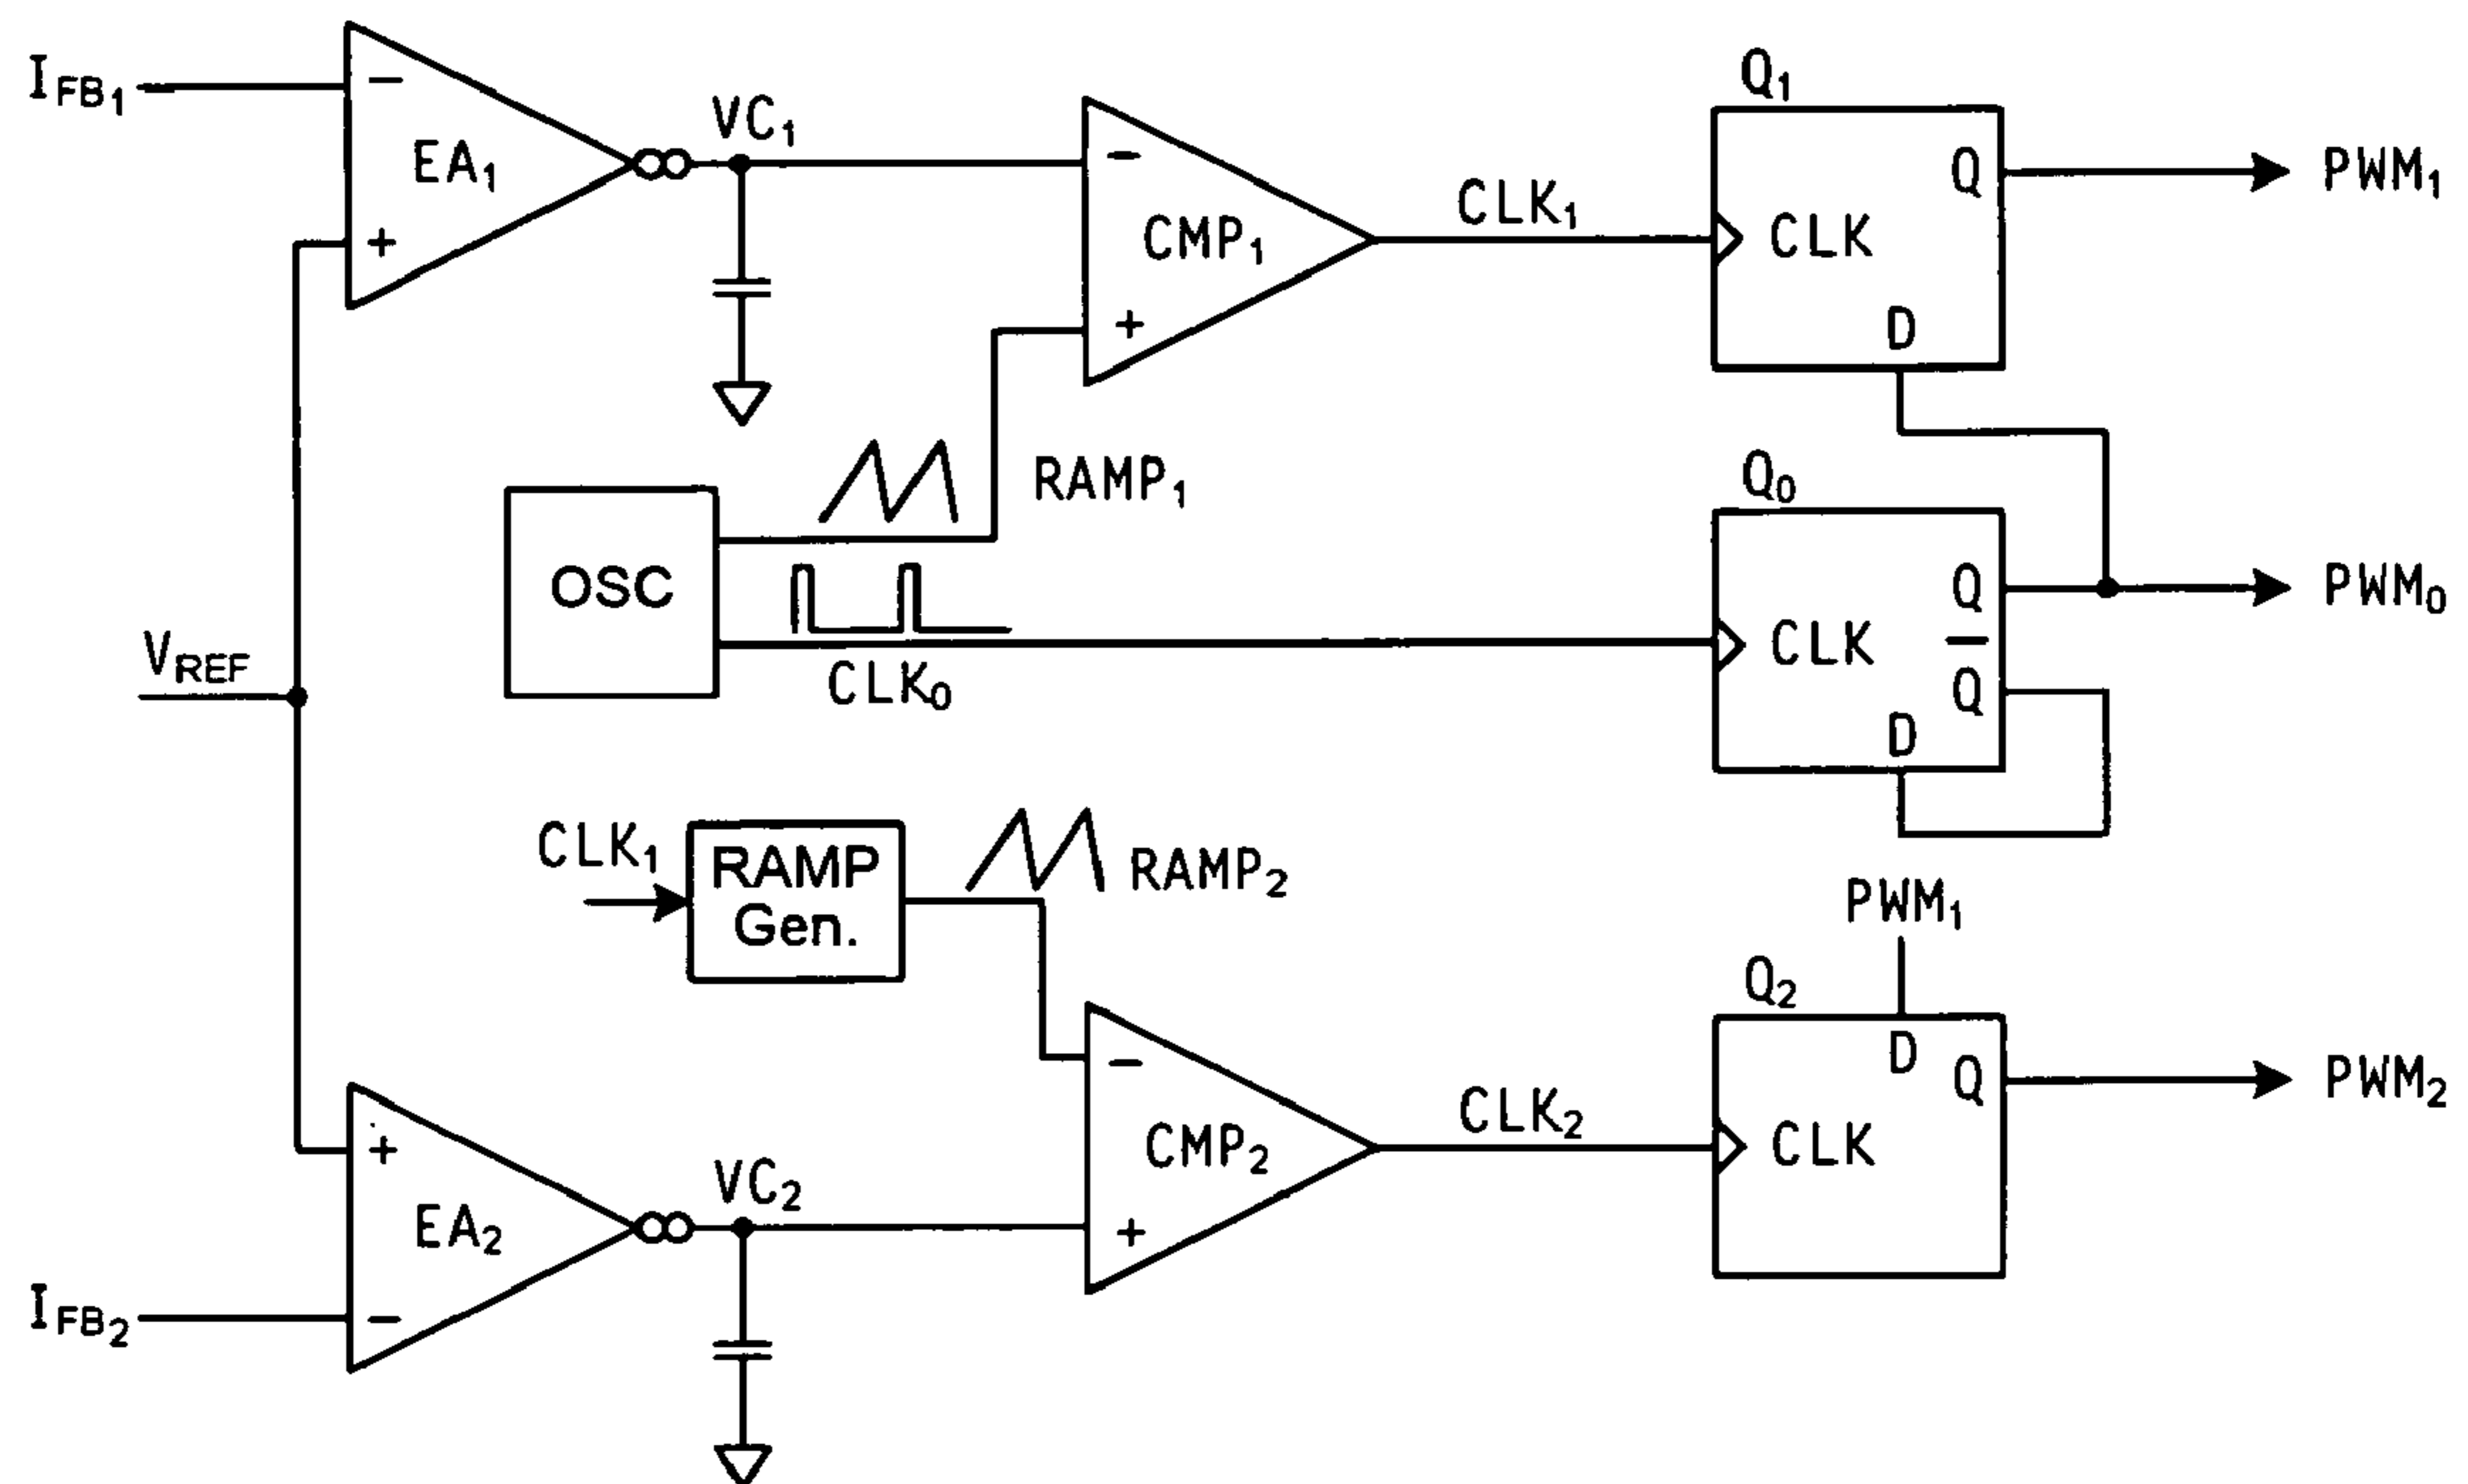 I_FB1
−
EA1
+
VC1
−
CMP1
+
CLK1
Q1
Q
CLK
D
PWM1
RAMP1
OSC
CLK0
VREF
Q0
Q
CLK
Q̅
D
PWM0
CLK1
RAMP
Gen.
RAMP2
PWM1
Q2
D
Q
CLK
PWM2
−
CMP2
+
CLK2
+
EA2
−
VC2
I_FB2